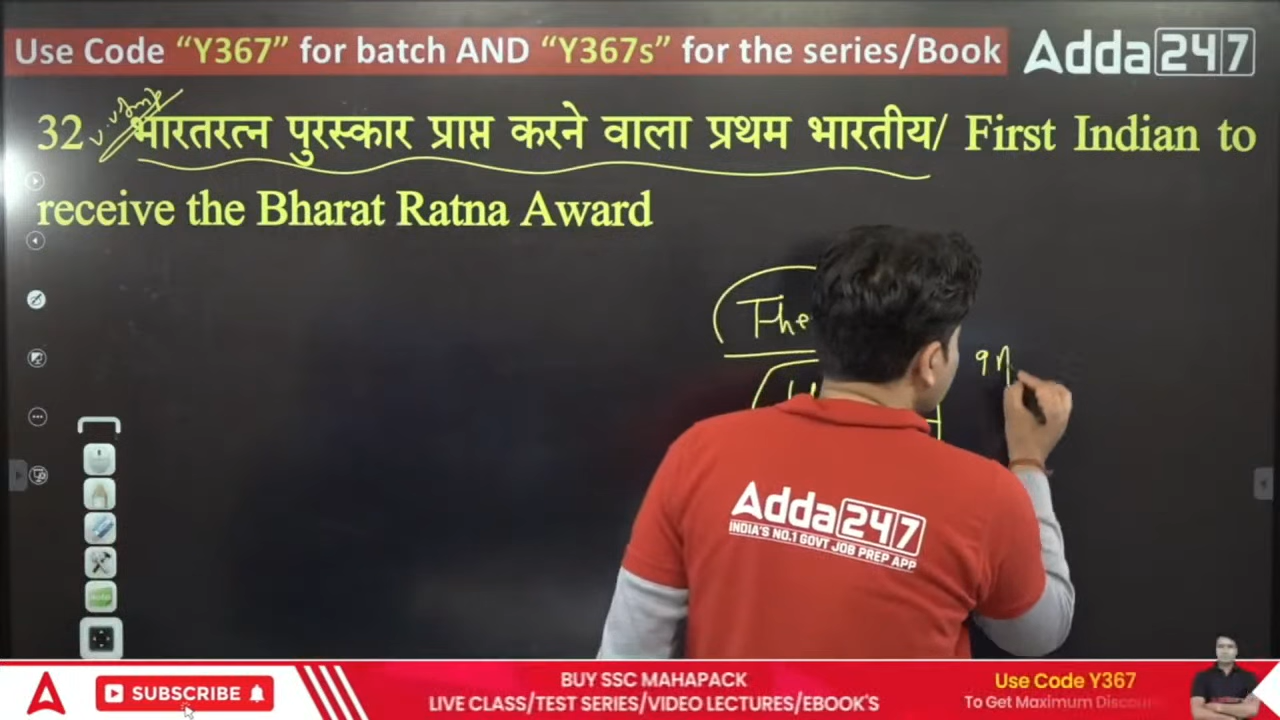 Use Code “Y367” for batch AND “Y367s” for the series/Book
Adda247
v.v.Imp
32 भारतरत्न पुरस्कार प्राप्त करने वाला प्रथम भारतीय/ First Indian to
receive the Bharat Ratna Award
The
Adda247
INDIA'S NO.1 GOVT JOB PREP APP
SUBSCRIBE
BUY SSC MAHAPACK
LIVE CLASS/TEST SERIES/VIDEO LECTURES/EBOOK'S
Use Code Y367
To Get Maximum